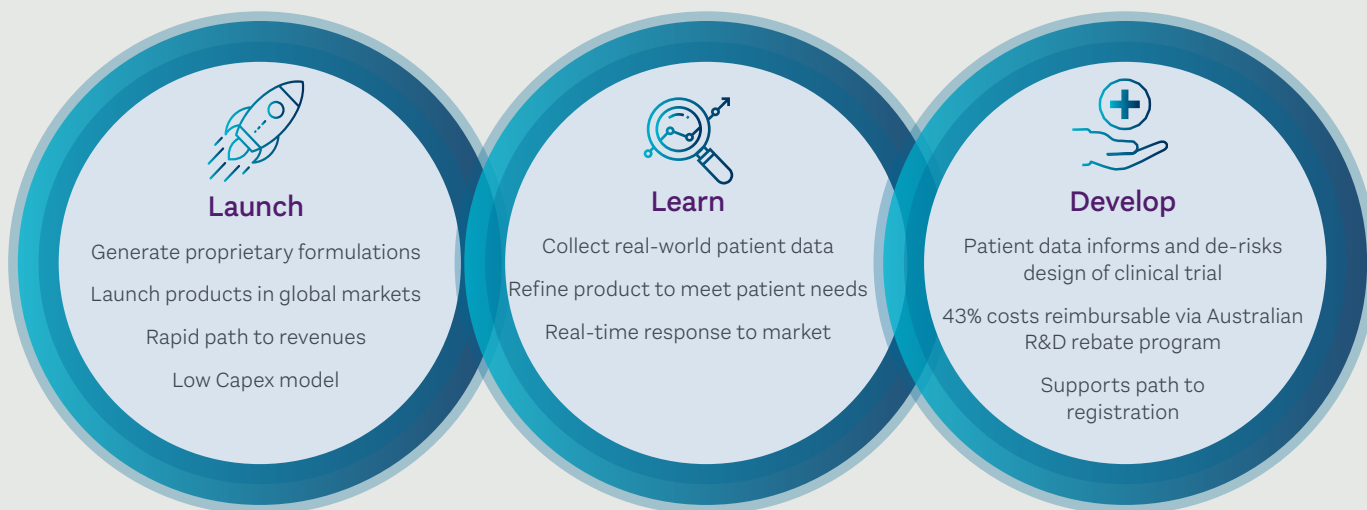 Launch
Generate proprietary formulations
Launch products in global markets
Rapid path to revenues
Low Capex model
Learn
Collect real-world patient data
Refine product to meet patient needs
Real-time response to market
Develop
Patient data informs and de-risks
design of clinical trial
43% costs reimbursable via Australian
R&D rebate program
Supports path to
registration